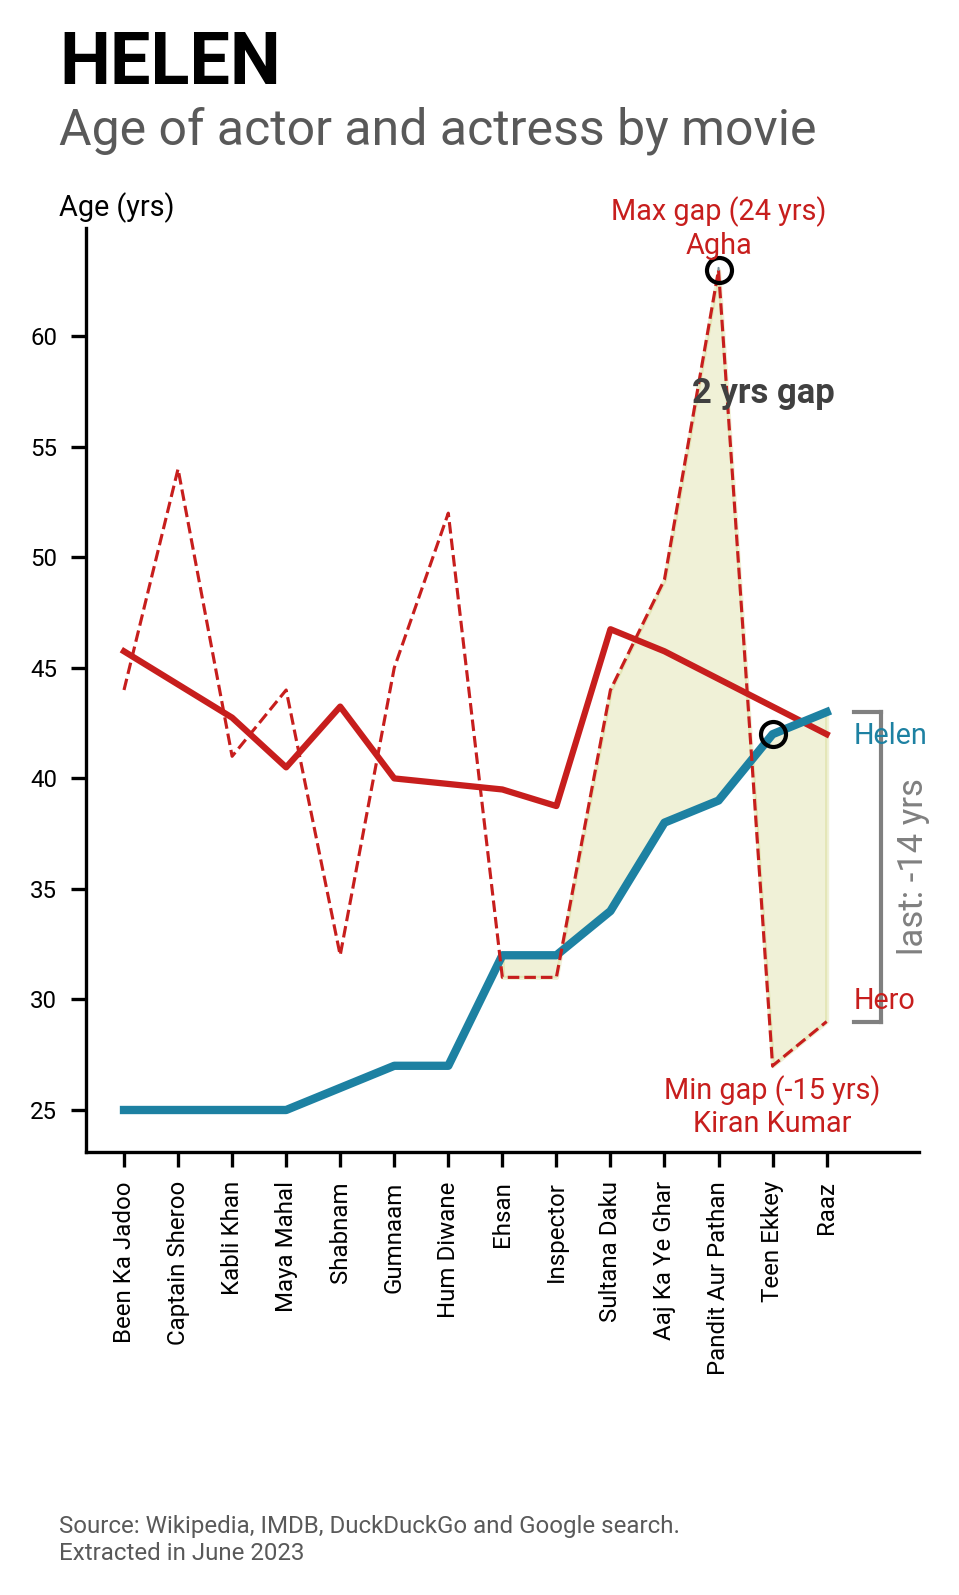 HELEN
Age of actor and actress by movie
Age (yrs)
Max gap (24 yrs)
Agha
60
2 yrs gap
55
50
45
Helen
40
last: -14 yrs
35
30
Hero
Min gap (-15 yrs)
25
Kiran Kumar
Been Ka Jadoo
Captain Sheroo
Kabli Khan
Maya Mahal
Shabnam
Gumnaam
Hum Diwane
Ehsan
Inspector
Sultana Daku
Aaj Ka Ye Ghar
Pandit Aur Pathan
Teen Ekkey
Raaz
Source: Wikipedia, IMDB, DuckDuckGo and Google search.
Extracted in June 2023